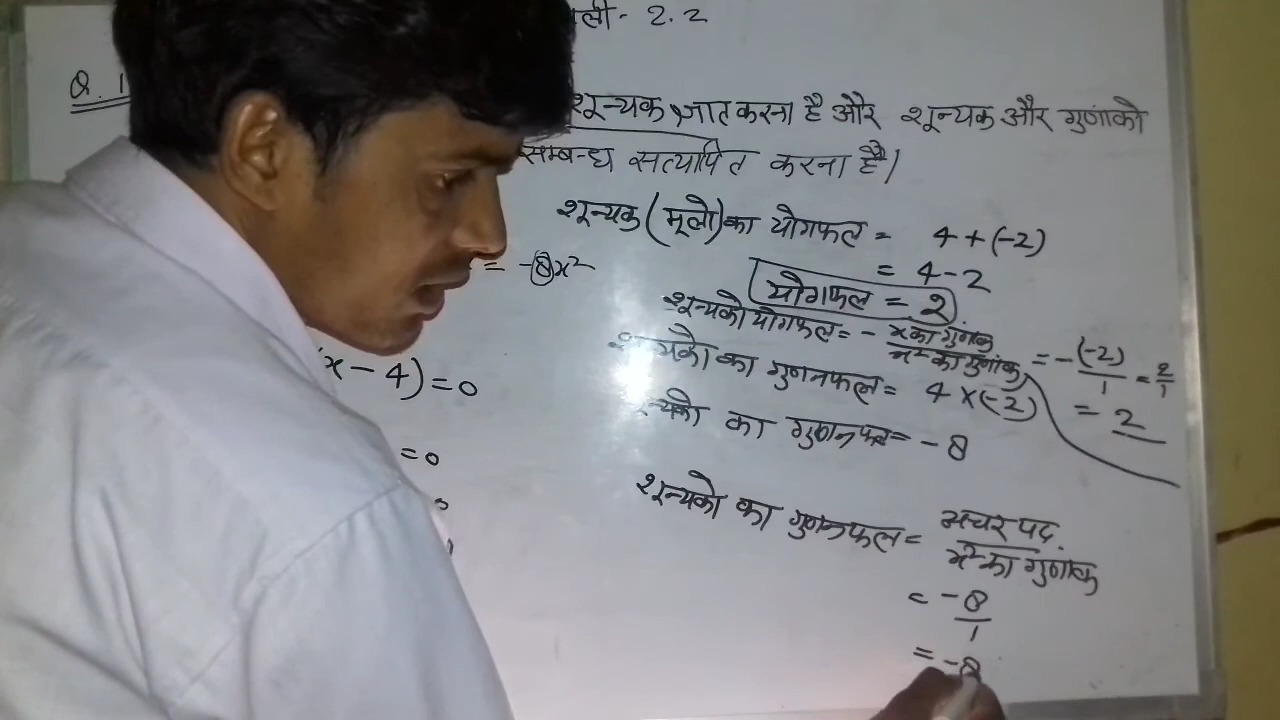 2.2
Q. 1
शून्यक ज्ञात करना है और शून्यक और गुणांको
सम्बन्ध सत्यापित करना है।
शून्यक (मूलो) का योगफल = 4 + (-2)
= 4 - 2
= -8x²
योगफल = 2
शून्यको योगफल = - x का गुणांक / x² का गुणांक = - (-2)/1 = 2/1
= 2
का गुणनफल = 4 × (-2)
x - 4) = 0
का गुणनफल = - 8
= 0
शून्यको का गुणनफल = अचर पद / x² का गुणांक
= -8/1
= -8